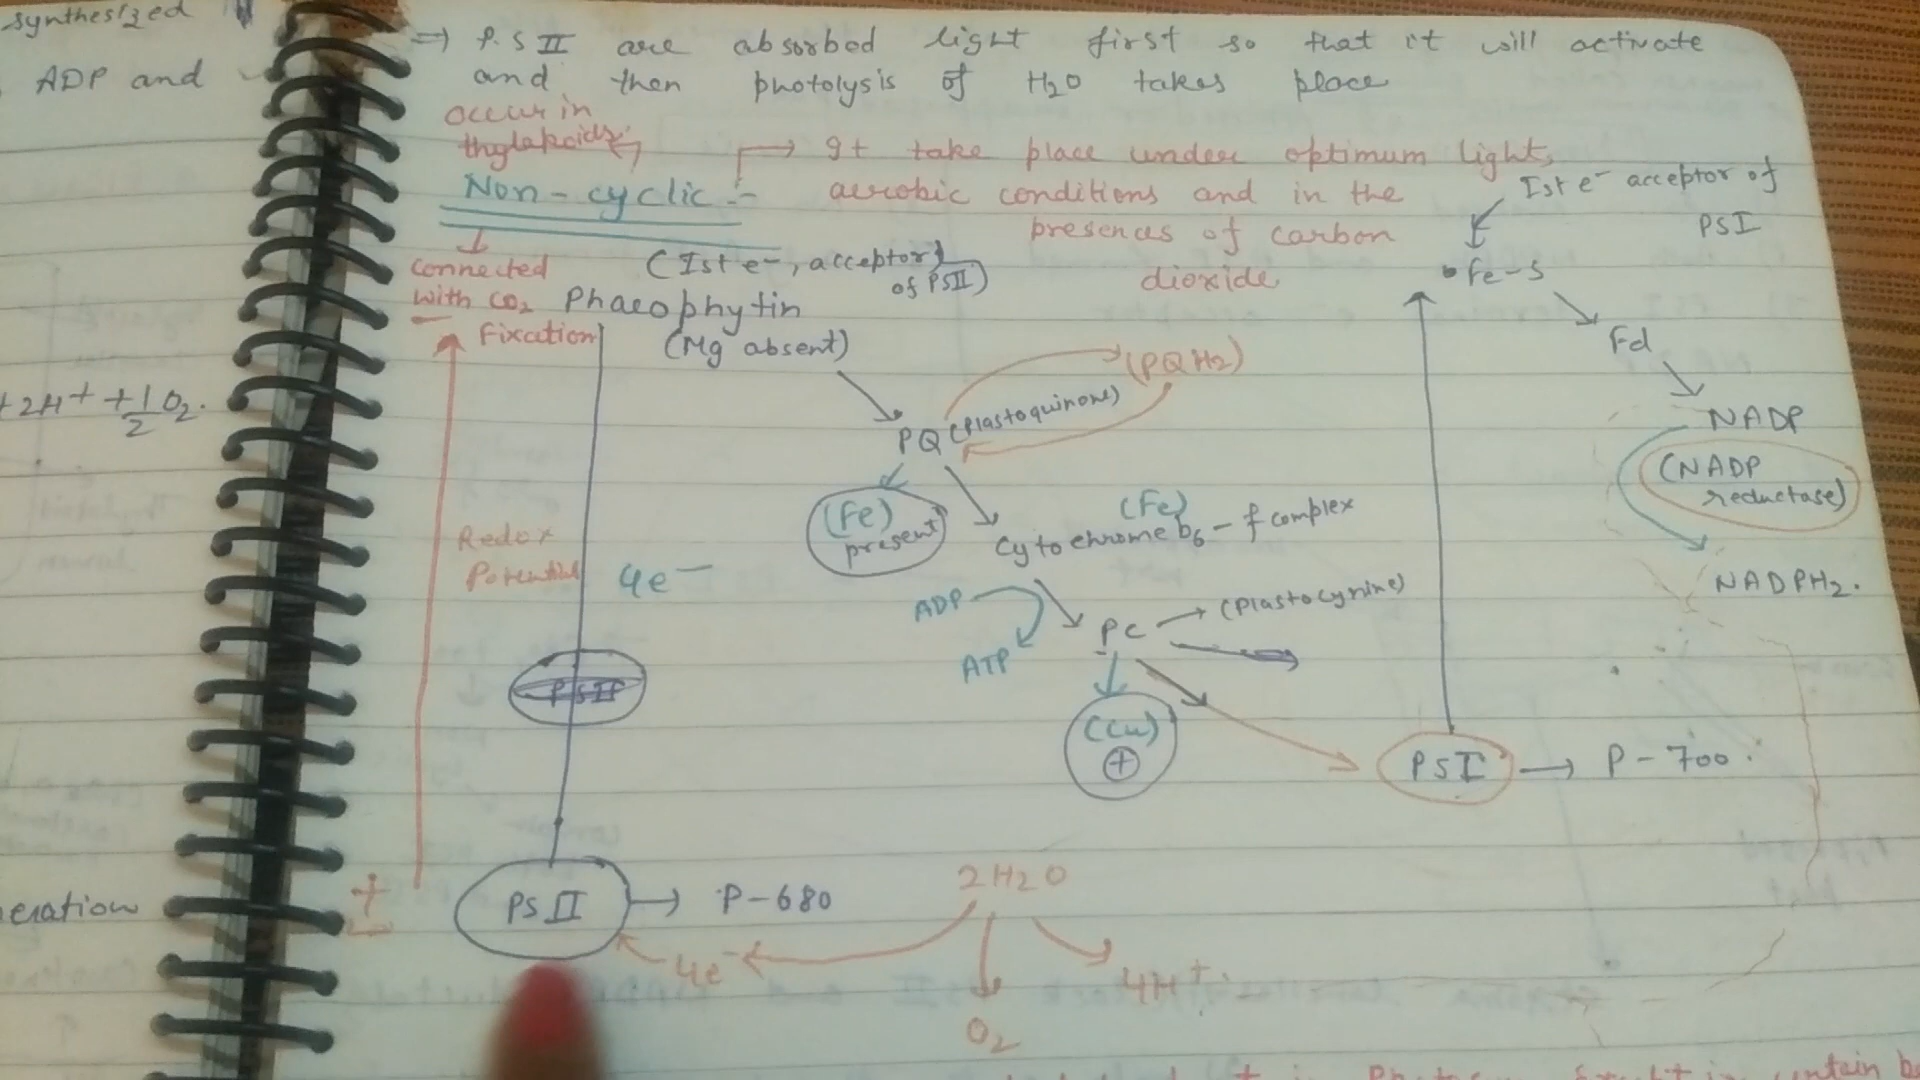 synthesized
ADP and
+ 2H+ + 1/2 O2.
eration
=> P.S II are absorbed light first so that it will activate
and then photolysis of H2O takes place
occur in
thylakoids
Non-cyclic :-
→ It take place under optimum light,
aerobic conditions and in the
presences of carbon
dioxide
connected
with CO2
Fixation
(Ist e-, acceptor
of PSII)
Phaeophytin
(Mg absent)
PQ (Plastoquinone)
(PQH2)
(Fe)
present
(Fe)
Cytochrome b6-f complex
ADP
ATP
PC → (Plastocynine)
(Cu)
+
Redox
Potential
4e-
PSII
+
PS II → P-680
2H2O
4e-
4H+
O2
Ist e- acceptor of
PSI
Fe-S
Fd
NADP
(NADP
reductase)
NADPH2.
PSI → P-700.